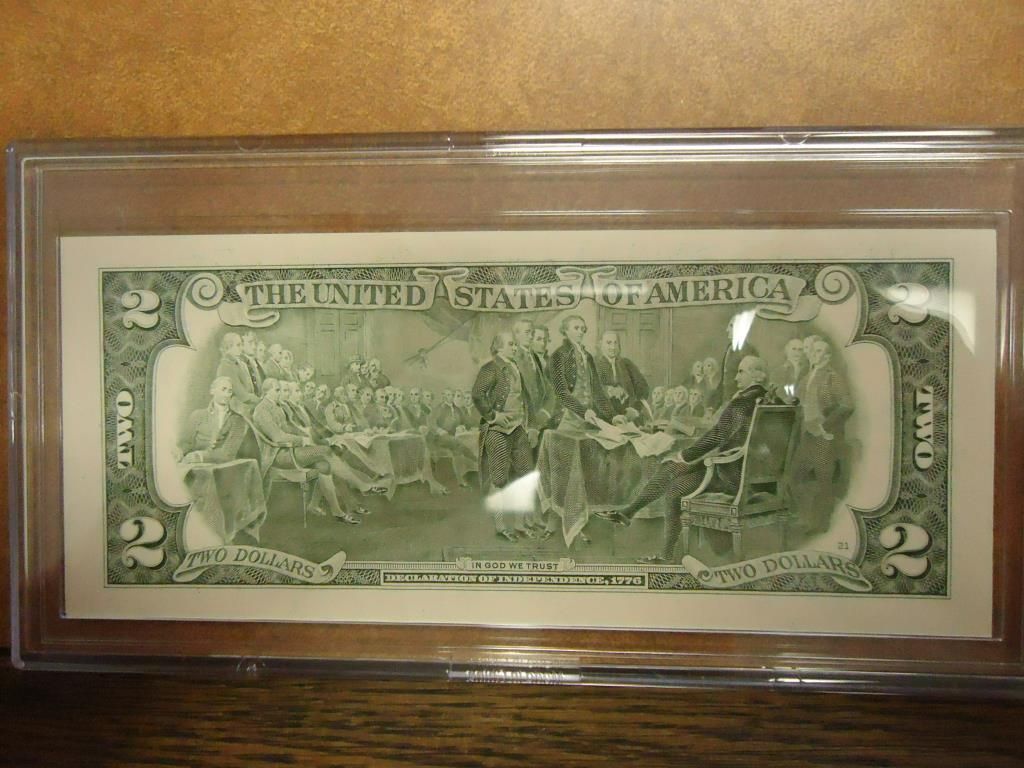 2 THE UNITED STATES OF AMERICA 2
TWO TWO
2 TWO DOLLARS IN GOD WE TRUST TWO DOLLARS 21 2
DECLARATION OF INDEPENDENCE, 1776